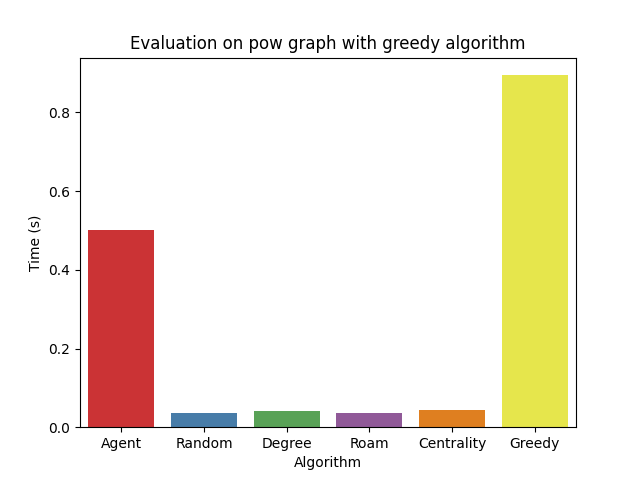 Evaluation on pow graph with greedy algorithm
0.8
0.6
0.4
0.2
0.0
Time (s)
Agent Random Degree Roam Centrality Greedy
Algorithm